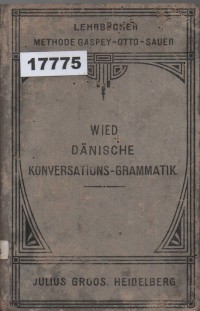 LEHRBÜCHER
METHODE GASPEY-OTTO-SAUER
17775
WIED
DÄNISCHE
KONVERSATIONS-GRAMMATIK
JULIUS GROOS, HEIDELBERG